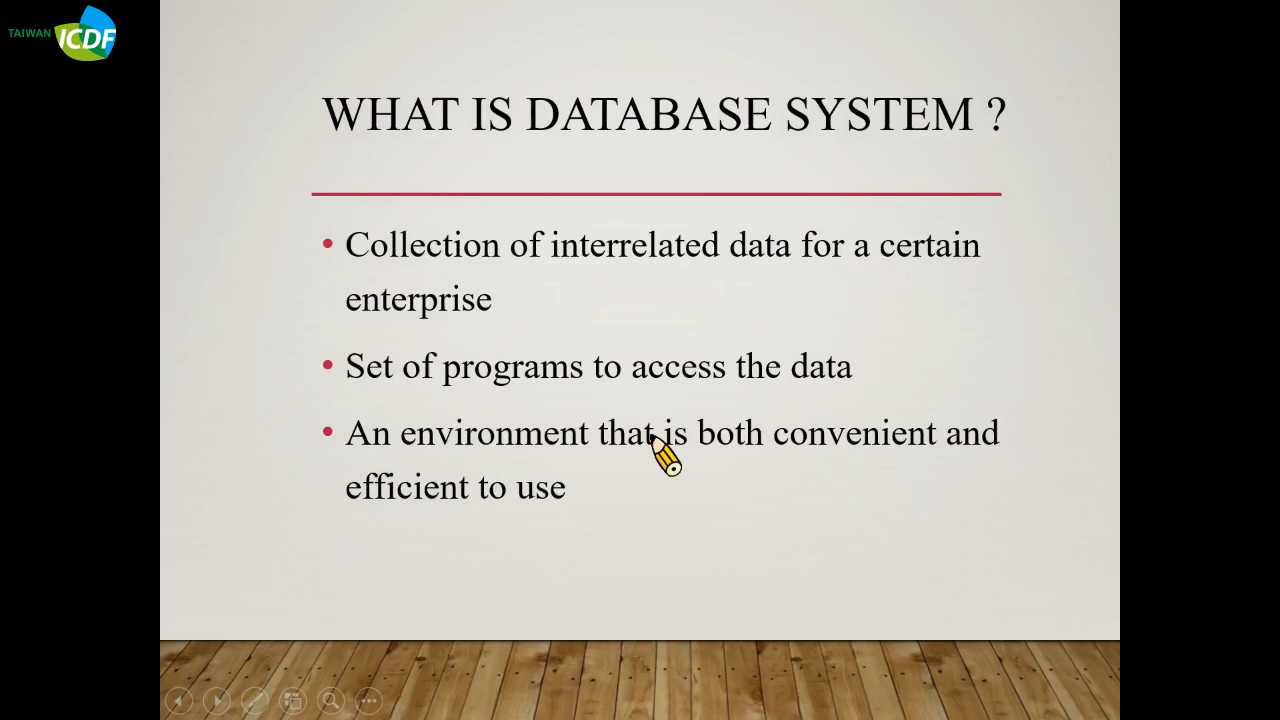 TAIWAN ICDF
WHAT IS DATABASE SYSTEM ?
• Collection of interrelated data for a certain
enterprise
• Set of programs to access the data
• An environment that is both convenient and
efficient to use